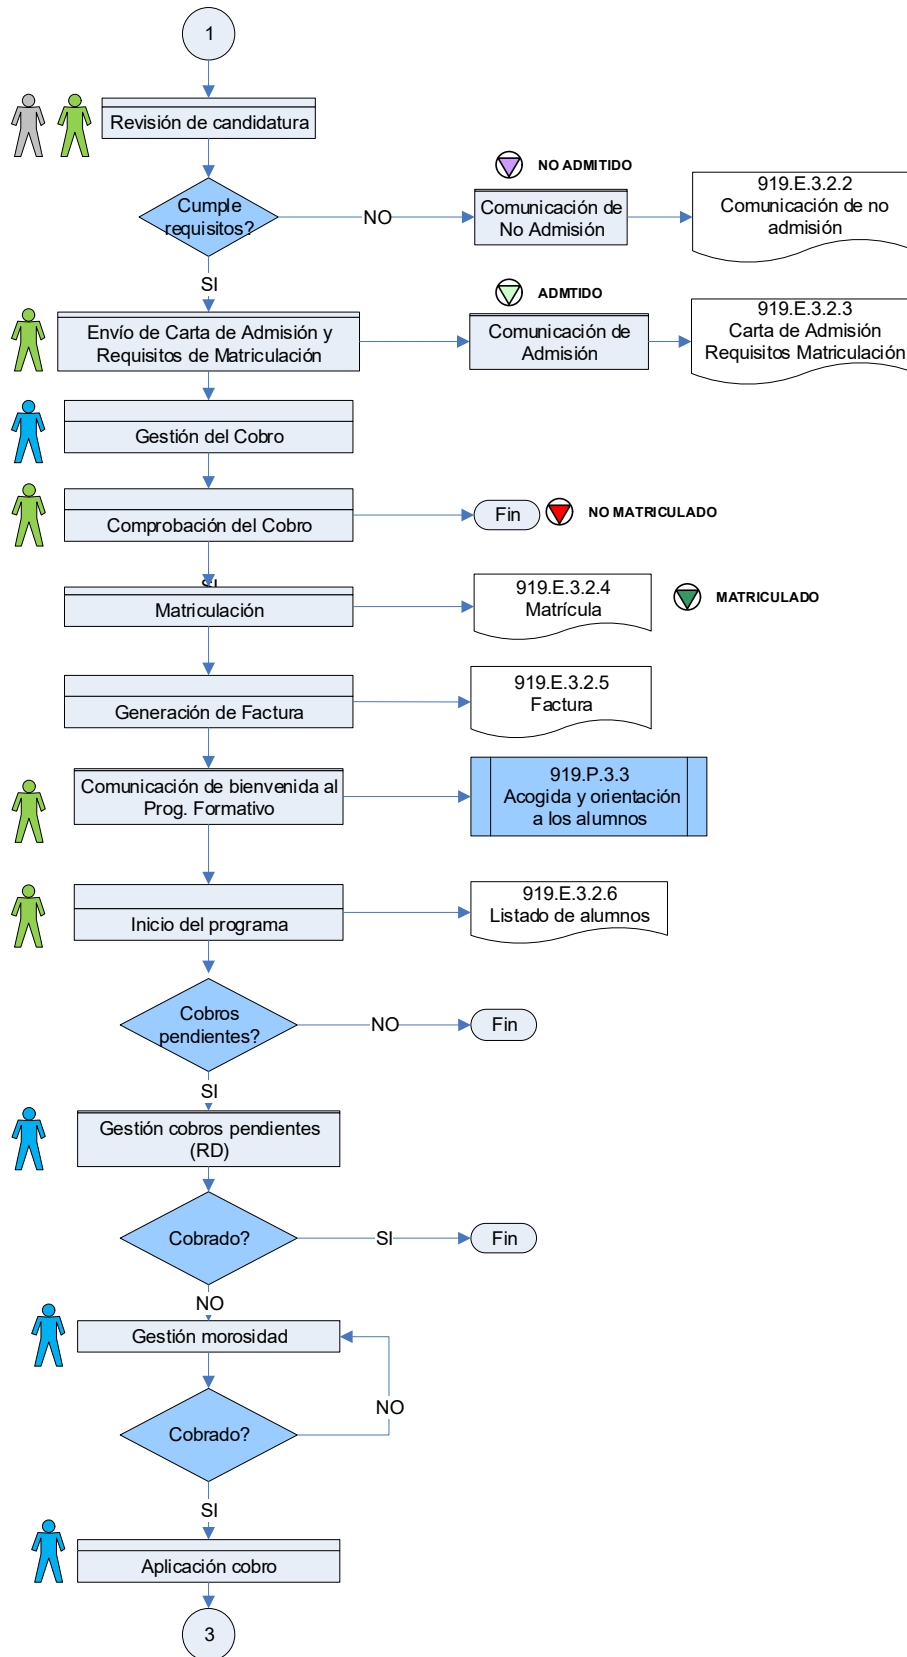 1
Revisión de candidatura
NO ADMITIDO
919.E.3.2.2
Comunicación de no
admisión
Cumple
requisitos?
NO
Comunicación de
No Admisión
SI
ADMTIDO
919.E.3.2.3
Carta de Admisión
Requisitos Matriculación
Envío de Carta de Admisión y
Requisitos de Matriculación
Comunicación de
Admisión
Gestión del Cobro
Comprobación del Cobro
Fin
NO MATRICULADO
SI
Matriculación
919.E.3.2.4
Matrícula
MATRICULADO
Generación de Factura
919.E.3.2.5
Factura
Comunicación de bienvenida al
Prog. Formativo
919.P.3.3
Acogida y orientación
a los alumnos
Inicio del programa
919.E.3.2.6
Listado de alumnos
Cobros
pendientes?
NO
Fin
SI
Gestión cobros pendientes
(RD)
Cobrado?
SI
Fin
NO
Gestión morosidad
NO
Cobrado?
SI
Aplicación cobro
3